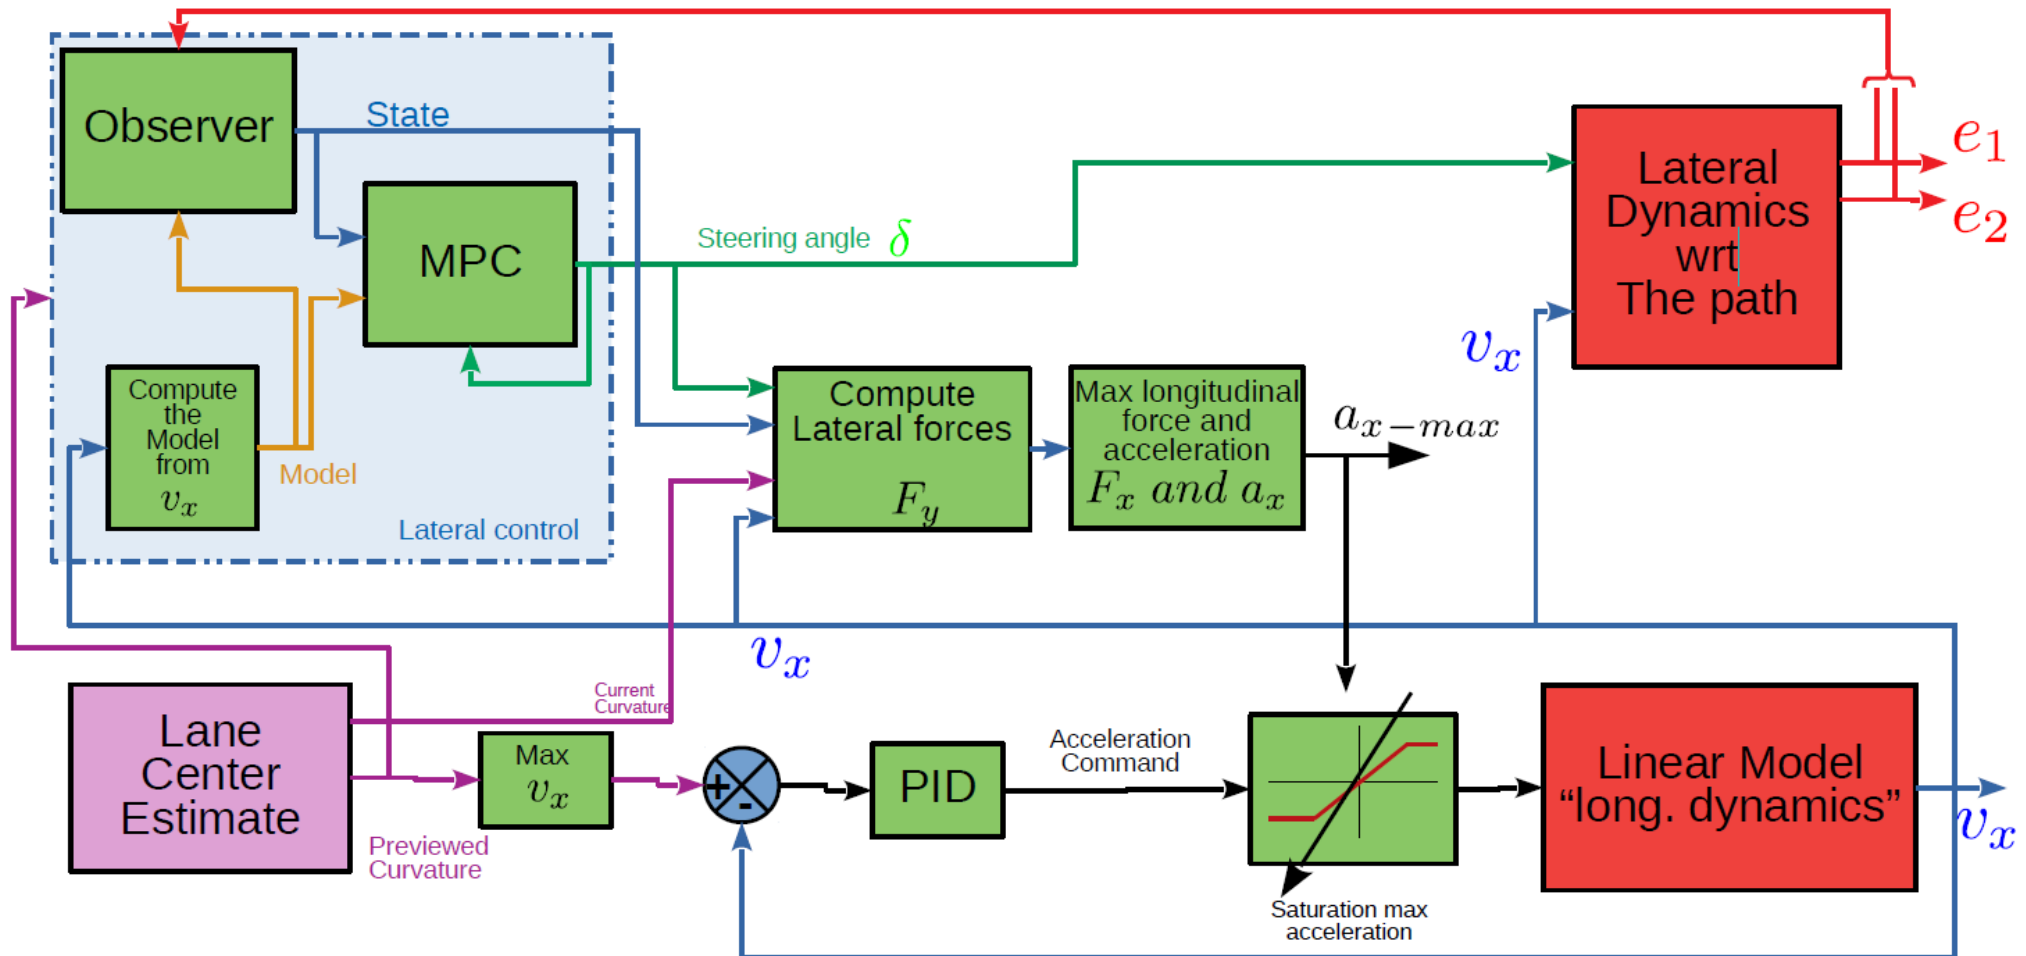 Observer
State
e₁
Lateral
Dynamics
wrt
The path
e₂
MPC
Steering angle δ
vₓ
Compute
the
Model
from
vₓ
Model
Lateral control
Compute
Lateral forces
F_y
Max longitudinal
force and
acceleration
Fₓ and aₓ
a_{x−max}
vₓ
Lane
Center
Estimate
Current
Curvature
Previewed
Curvature
Max
vₓ
+
-
PID
Acceleration
Command
Saturation max
acceleration
Linear Model
“long. dynamics”
vₓ